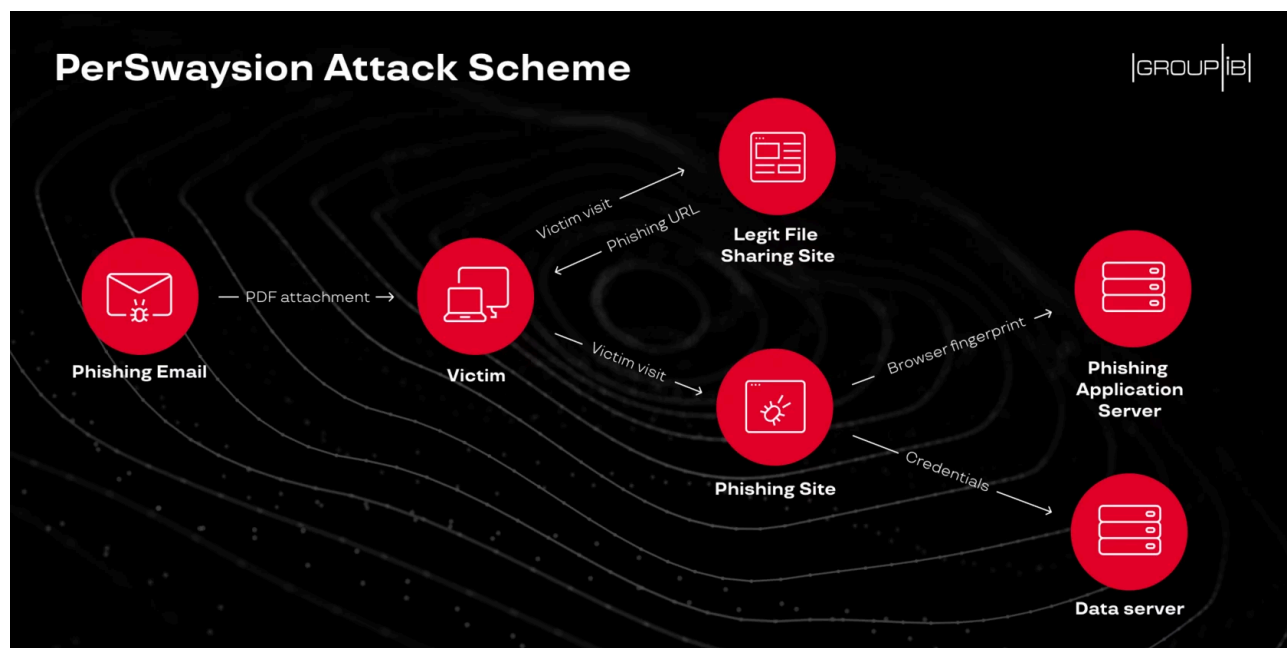 PerSwaysion Attack Scheme
GROUP iB
Victim visit
Phishing URL
Legit File
Sharing Site
PDF attachment
Phishing Email
Victim
Victim visit
Browser fingerprint
Phishing
Application
Server
Phishing Site
Credentials
Data server